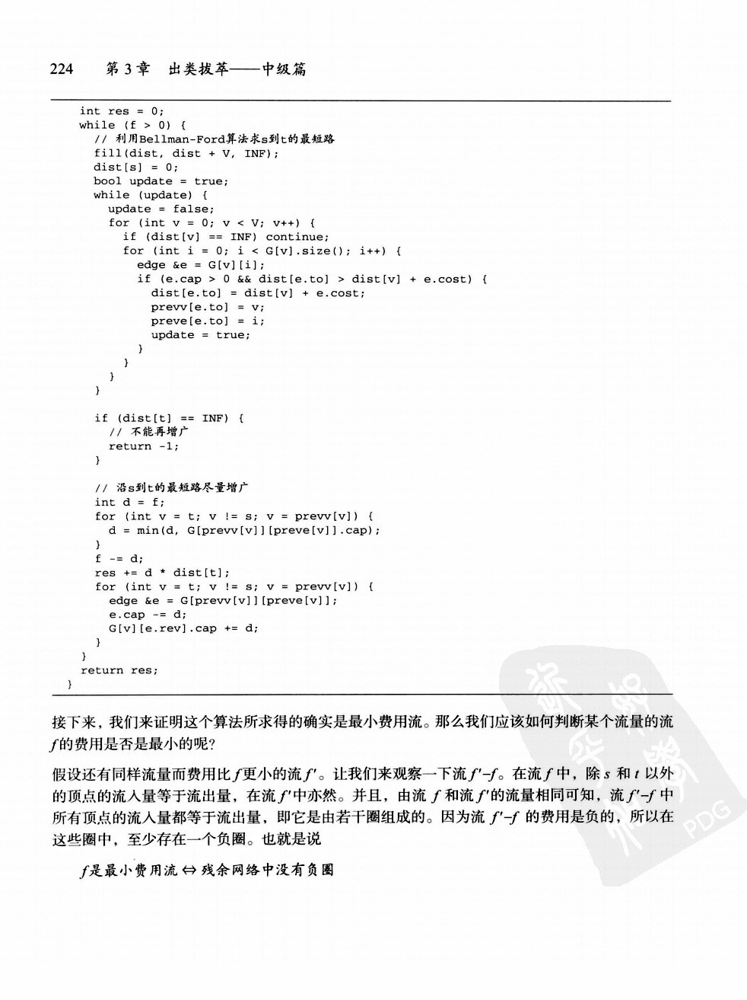 224 第 3 章 出类拔萃——中级篇
int res = 0;
while (f > 0) {
// 利用Bellman-Ford算法求s到t的最短路
fill(dist, dist + V, INF);
dist[s] = 0;
bool update = true;
while (update) {
update = false;
for (int v = 0; v < V; v++) {
if (dist[v] == INF) continue;
for (int i = 0; i < G[v].size(); i++) {
edge &e = G[v][i];
if (e.cap > 0 && dist[e.to] > dist[v] + e.cost) {
dist[e.to] = dist[v] + e.cost;
prevv[e.to] = v;
preve[e.to] = i;
update = true;
}
}
}
}
if (dist[t] == INF) {
// 不能再增广
return -1;
}
// 沿s到t的最短路尽量增广
int d = f;
for (int v = t; v != s; v = prevv[v]) {
d = min(d, G[prevv[v]][preve[v]].cap);
}
f -= d;
res += d * dist[t];
for (int v = t; v != s; v = prevv[v]) {
edge &e = G[prevv[v]][preve[v]];
e.cap -= d;
G[v][e.rev].cap += d;
}
}
return res;
}
接下来，我们来证明这个算法所求得的确实是最小费用流。那么我们应该如何判断某个流量的流
f的费用是否是最小的呢？
假设还有同样流量而费用比f更小的流f′。让我们来观察一下流f′−f。在流f中，除s 和t以外
的顶点的流入量等于流出量，在流f′中亦然。并且，由流 f 和流f′的流量相同可知，流f′−f 中
所有顶点的流入量都等于流出量，即它是由若干圈组成的。因为流 f′−f 的费用是负的，所以在
这些圈中，至少存在一个负圈。也就是说
f是最小费用流 ⇔ 残余网络中没有负圈
PDG